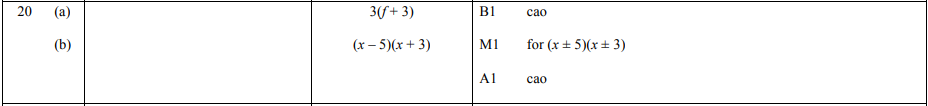 20 (a) 3(f + 3) B1 cao
(b) (x – 5)(x + 3) M1 for (x ± 5)(x ± 3)
A1 cao